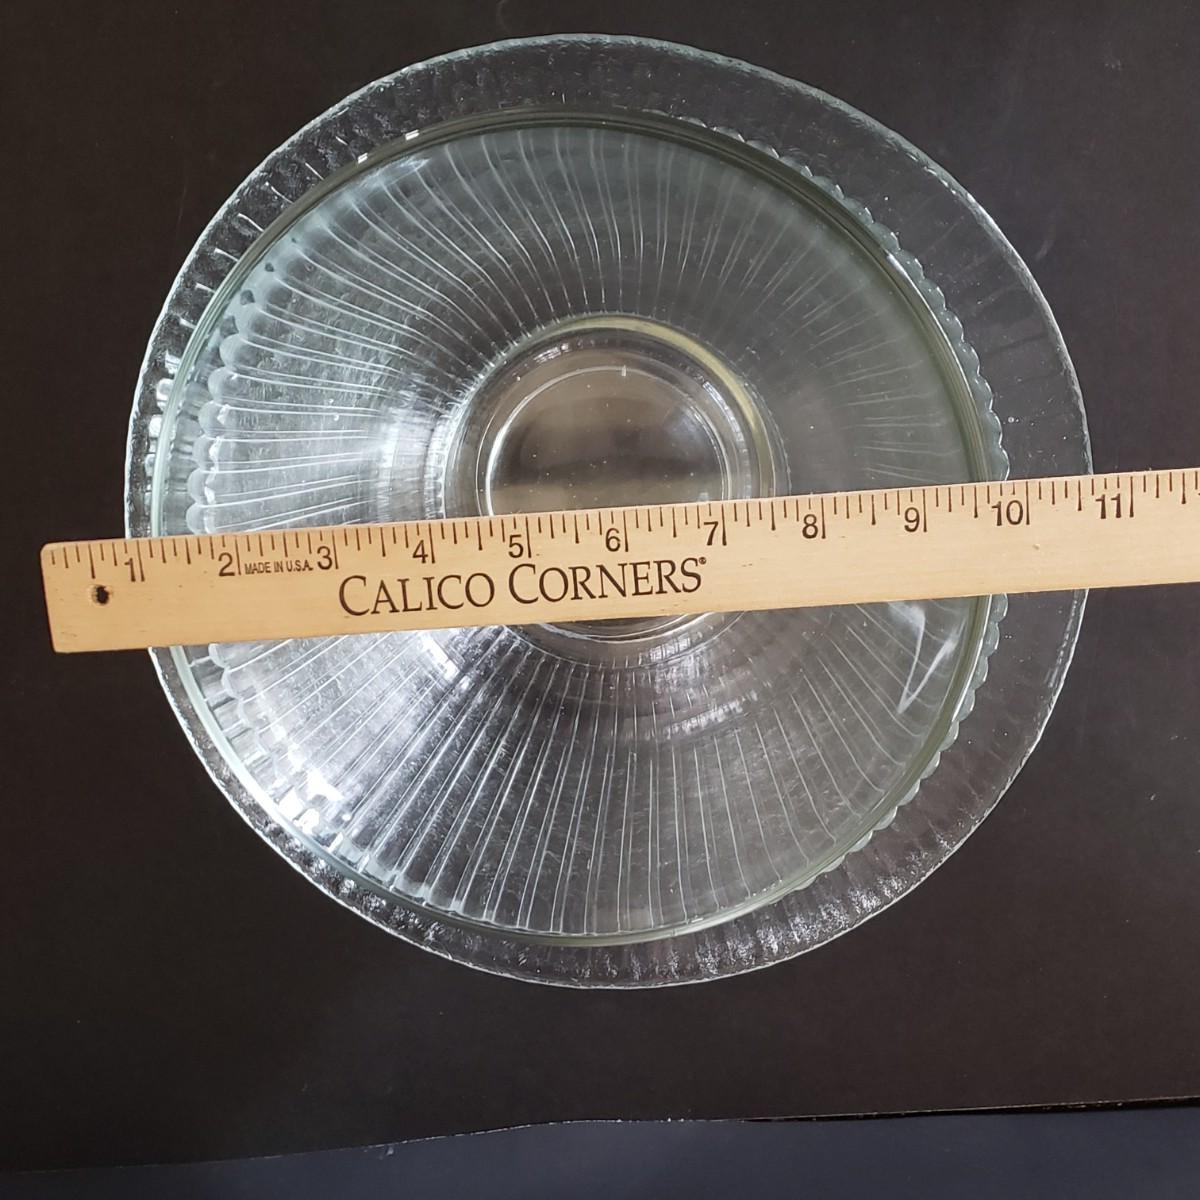 1 2 MADE IN U.S.A. 3 4 5 6 7 8 9 10 11
CALICO CORNERS®